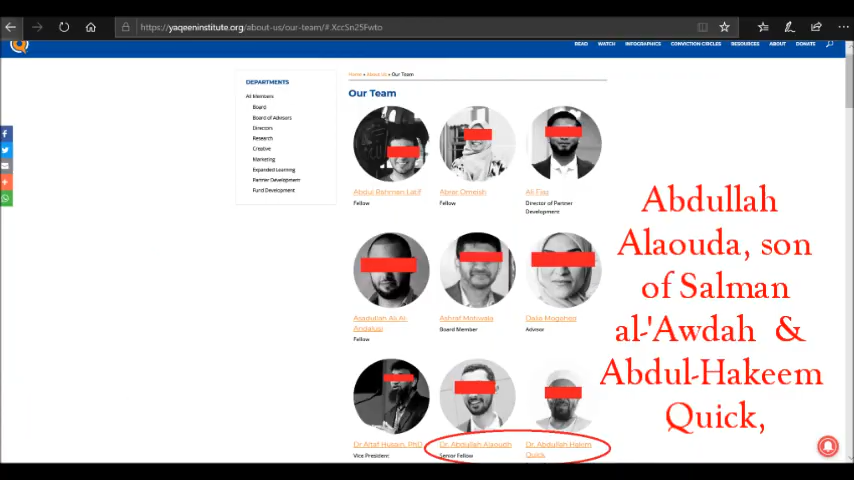 https://yaqeeninstitute.org/about-us/our-team/#.XccSn25Fwto
READ WATCH INFOGRAPHICS CONVICTION CIRCLES RESOURCES ABOUT DONATE
DEPARTMENTS
All Members
Board
Board of Advisors
Directors
Research
Creative
Marketing
Expanded Learning
Partner Development
Fund Development
Home » About Us » Our Team
Our Team
Abdul Rahman Latif
Fellow
Abrar Omeish
Fellow
Ali Faq
Director of Partner
Development
Asadullah Ali Al-
Andalusi
Fellow
Ashraf Motiwala
Board Member
Dalia Mogahed
Advisor
Dr Altaf Husain, PhD
Vice President
Dr. Abdullah Alaoudh
Senior Fellow
Dr. Abdullah Hakim
Quick
Abdullah
Alaouda, son
of Salman
al-'Awdah &
Abdul-Hakeem
Quick,